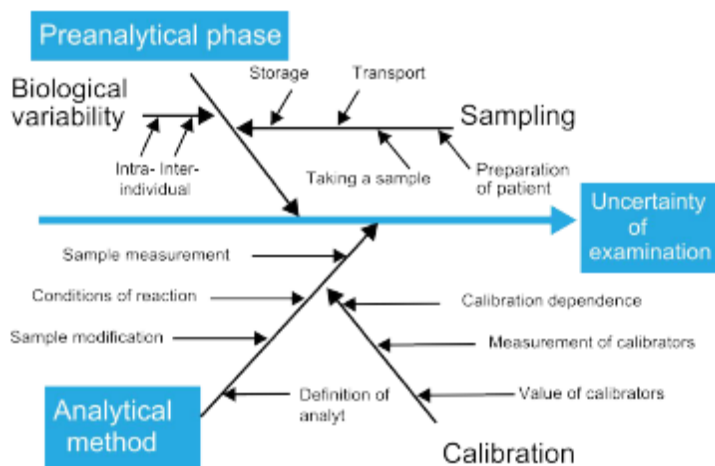 Preanalytical phase
Storage
Transport
Biological
variability
Sampling
Intra- Inter-
individual
Taking a sample
Preparation
of patient
Uncertainty
of
examination
Sample measurement
Conditions of reaction
Calibration dependence
Sample modification
Measurement of calibrators
Definition of
analyt
Value of calibrators
Analytical
method
Calibration